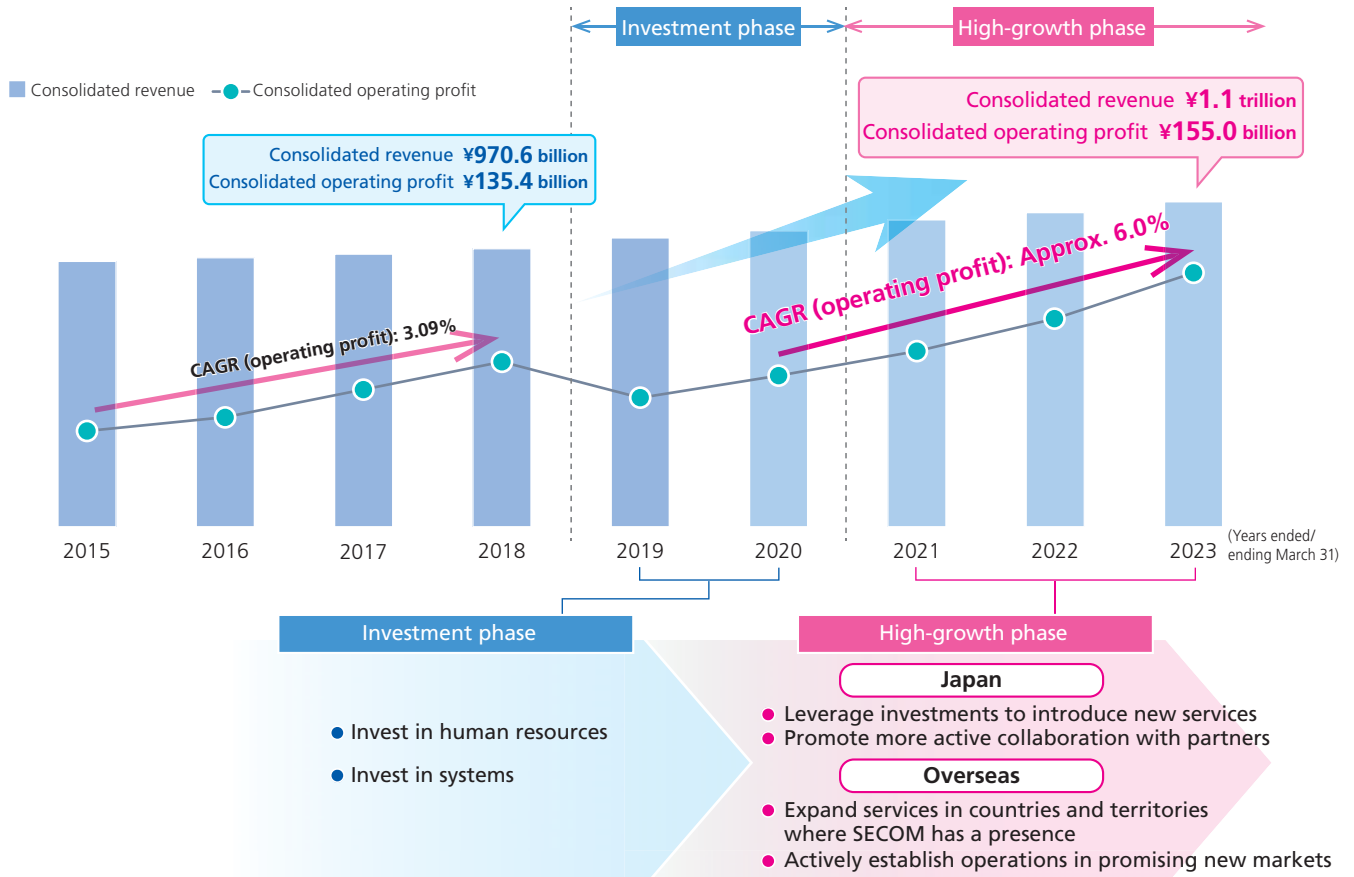 Investment phase
High-growth phase
Consolidated revenue
Consolidated operating profit
Consolidated revenue ¥1.1 trillion
Consolidated operating profit ¥155.0 billion
Consolidated revenue ¥970.6 billion
Consolidated operating profit ¥135.4 billion
CAGR (operating profit): 3.09%
CAGR (operating profit): Approx. 6.0%
2015
2016
2017
2018
2019
2020
2021
2022
2023
(Years ended/
ending March 31)
Investment phase
Invest in human resources
Invest in systems
High-growth phase
Japan
Leverage investments to introduce new services
Promote more active collaboration with partners
Overseas
Expand services in countries and territories
where SECOM has a presence
Actively establish operations in promising new markets